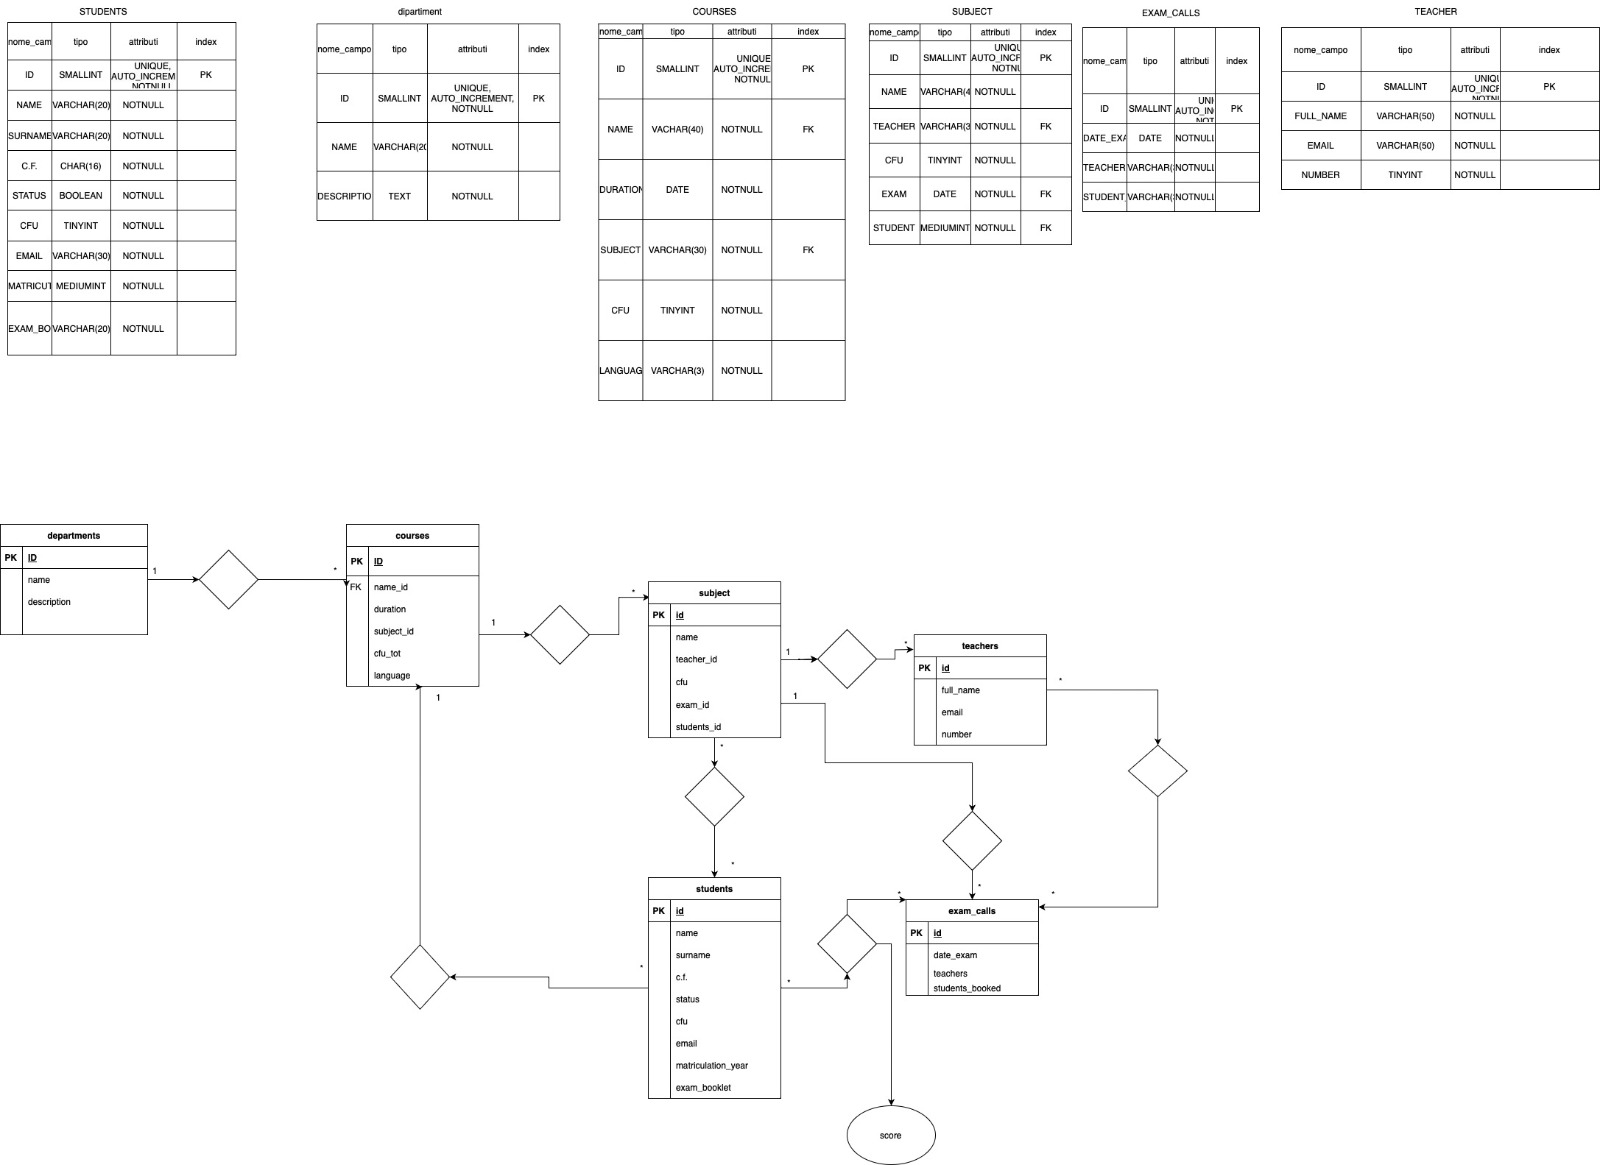 STUDENTS
nome_cam tipo attributi index
ID SMALLINT UNIQUE, AUTO_INCREM NOTNULL PK
NAME VARCHAR(20) NOTNULL
SURNAME VARCHAR(20) NOTNULL
C.F. CHAR(16) NOTNULL
STATUS BOOLEAN NOTNULL
CFU TINYINT NOTNULL
EMAIL VARCHAR(30) NOTNULL
MATRICUT MEDIUMINT NOTNULL
EXAM_BO VARCHAR(20) NOTNULL
dipartiment
nome_campo tipo attributi index
ID SMALLINT UNIQUE, AUTO_INCREMENT, NOTNULL PK
NAME VARCHAR(20 NOTNULL
DESCRIPTIO TEXT NOTNULL
COURSES
nome_cam tipo attributi index
ID SMALLINT UNIQUE AUTO_INCRE NOTNUL PK
NAME VACHAR(40) NOTNULL FK
DURATION DATE NOTNULL
SUBJECT VARCHAR(30) NOTNULL FK
CFU TINYINT NOTNULL
LANGUAG VARCHAR(3) NOTNULL
SUBJECT
nome_camp tipo attributi index
ID SMALLINT UNIQU AUTO_INCR NOTNU PK
NAME VARCHAR(4 NOTNULL
TEACHER VARCHAR(3 NOTNULL FK
CFU TINYINT NOTNULL
EXAM DATE NOTNULL FK
STUDENT MEDIUMINT NOTNULL FK
EXAM_CALLS
nome_cam tipo attributi index
ID SMALLINT UNI AUTO_IN NOT PK
DATE_EXA DATE NOTNULL
TEACHER VARCHAR( NOTNULL
STUDENT_ VARCHAR( NOTNULL
TEACHER
nome_campo tipo attributi index
ID SMALLINT UNIQU AUTO_INCR NOTNU PK
FULL_NAME VARCHAR(50) NOTNULL
EMAIL VARCHAR(50) NOTNULL
NUMBER TINYINT NOTNULL
departments
PK ID
name
description
1
*
courses
PK ID
FK name_id
duration
subject_id
cfu_tot
language
1
1
*
subject
PK id
name
teacher_id
cfu
exam_id
students_id
1
1
*
*
teachers
PK id
full_name
email
number
*
*
students
PK id
name
surname
c.f.
status
cfu
email
matriculation_year
exam_booklet
*
*
*
*
*
exam_calls
PK id
date_exam
teachers
students_booked
score